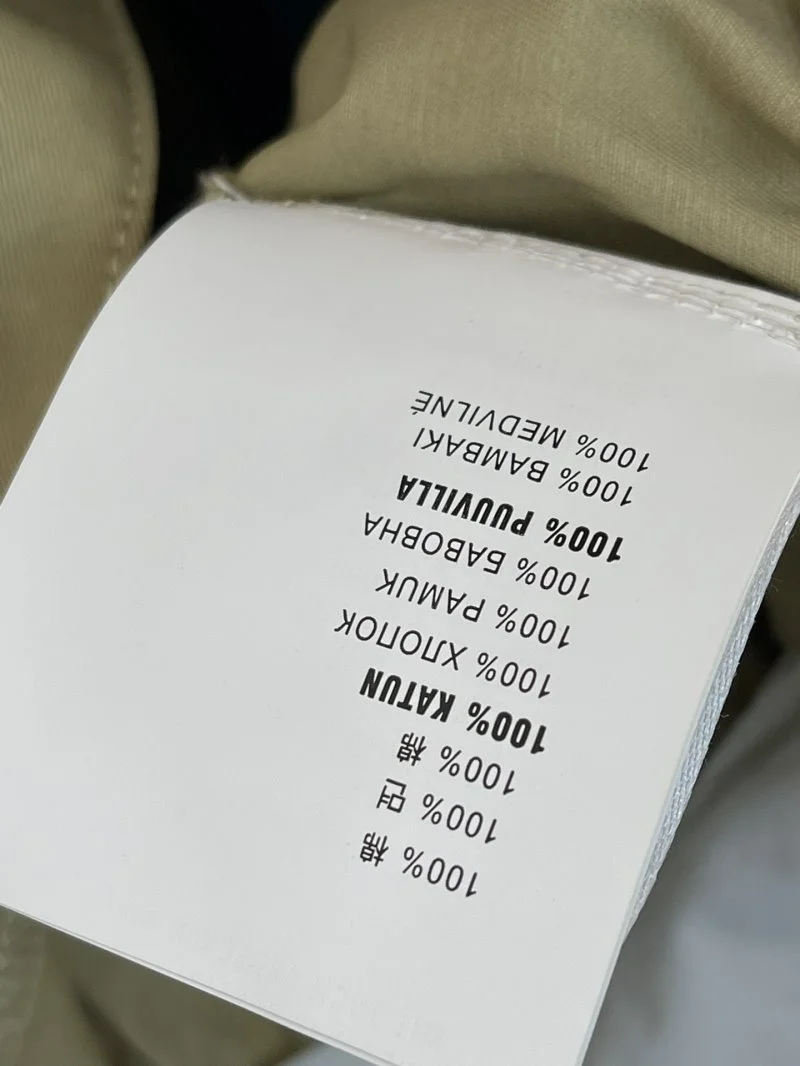 100% 棉
100% 면
100% 棉
100% KATUN
100% ХЛОПОК
100% PAMUK
100% БАВОВНА
100% PUUVILLA
100% BAMBAKI
100% MEDVILNĖ